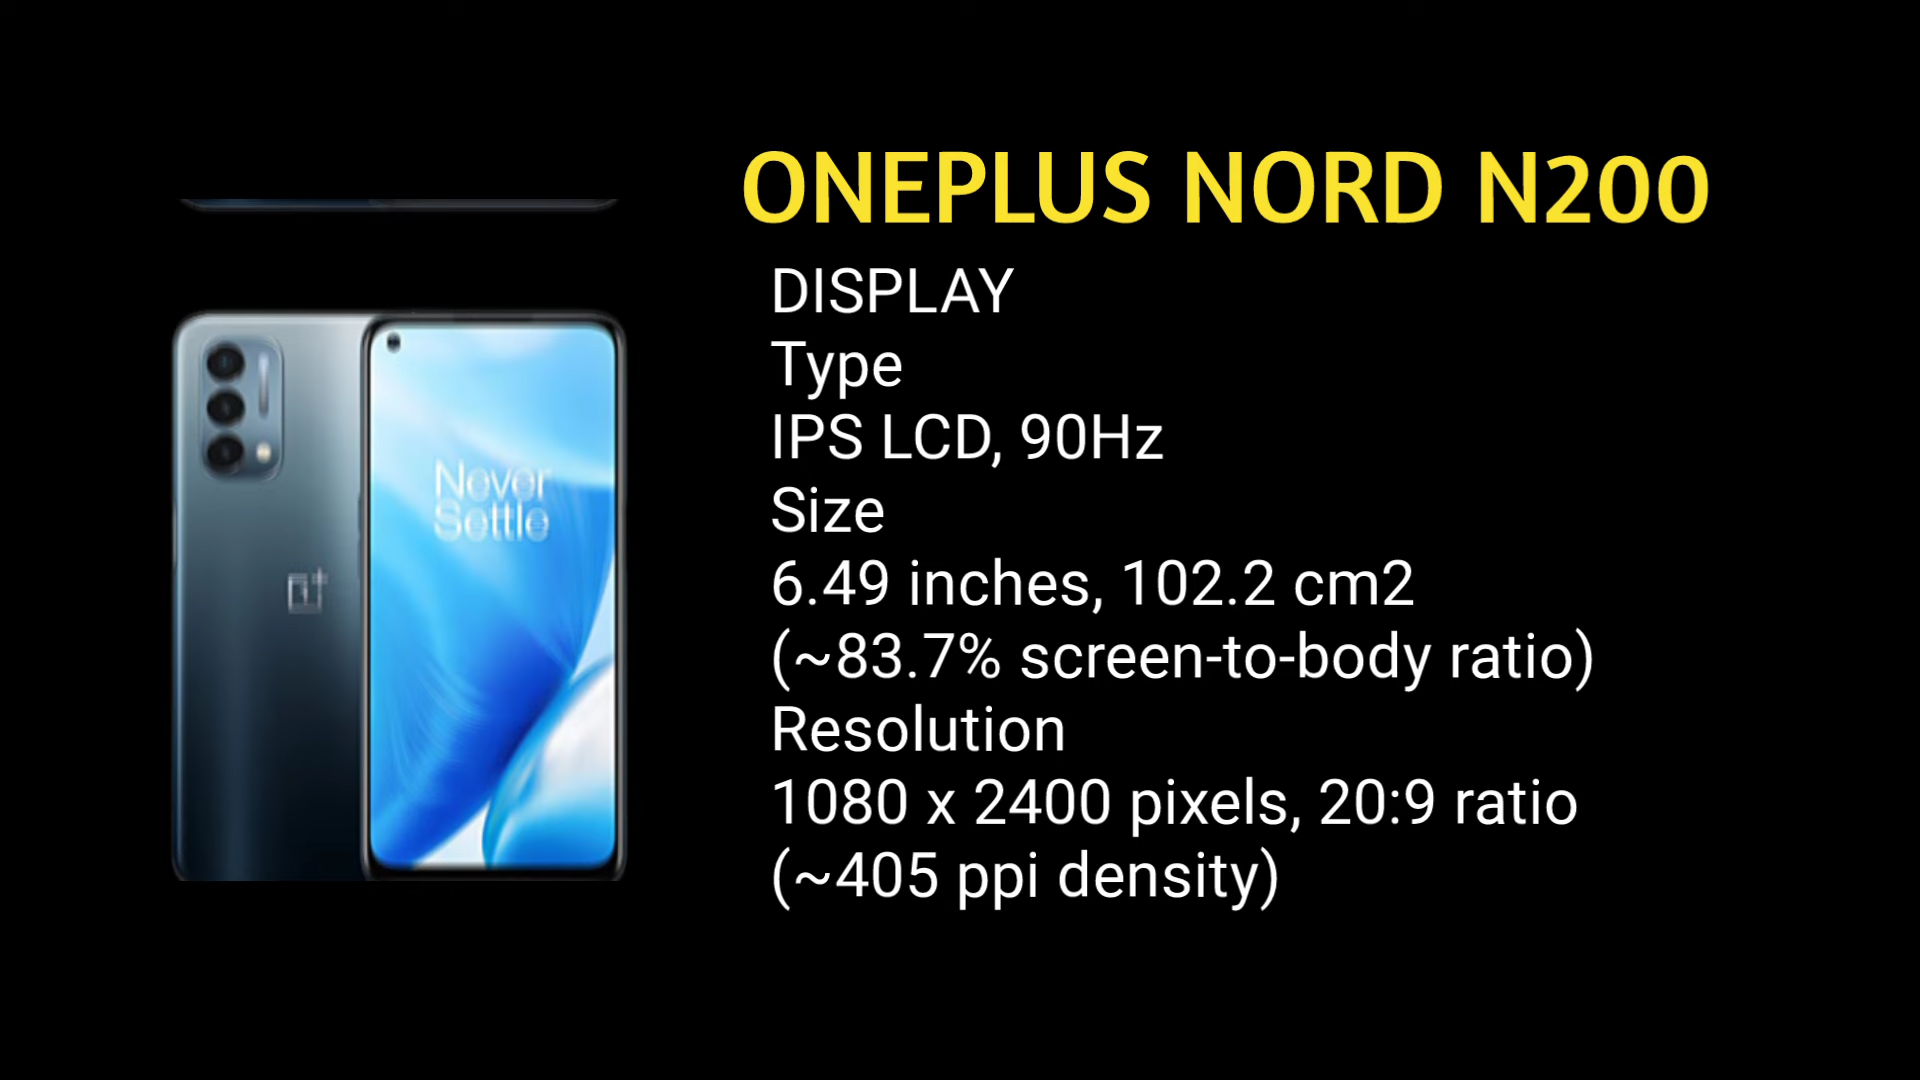 ONEPLUS NORD N200
DISPLAY
Type
IPS LCD, 90Hz
Size
6.49 inches, 102.2 cm2
(~83.7% screen-to-body ratio)
Resolution
1080 x 2400 pixels, 20:9 ratio
(~405 ppi density)
Never
Settle